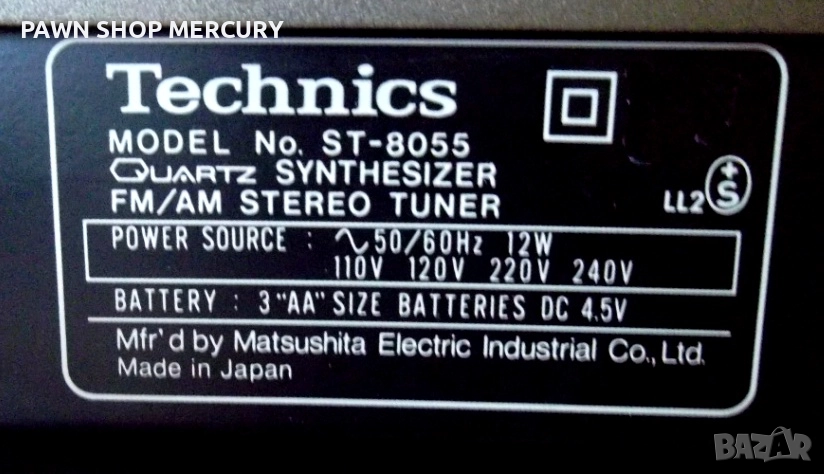 PAWN SHOP MERCURY
Technics
MODEL No. ST-8055
QUARTZ SYNTHESIZER
FM/AM STEREO TUNER
LL2 +S
POWER SOURCE : ∿50/60Hz 12W
110V 120V 220V 240V
BATTERY : 3 "AA" SIZE BATTERIES DC 4.5V
Mfr'd by Matsushita Electric Industrial Co., Ltd.
Made in Japan
BAZAR